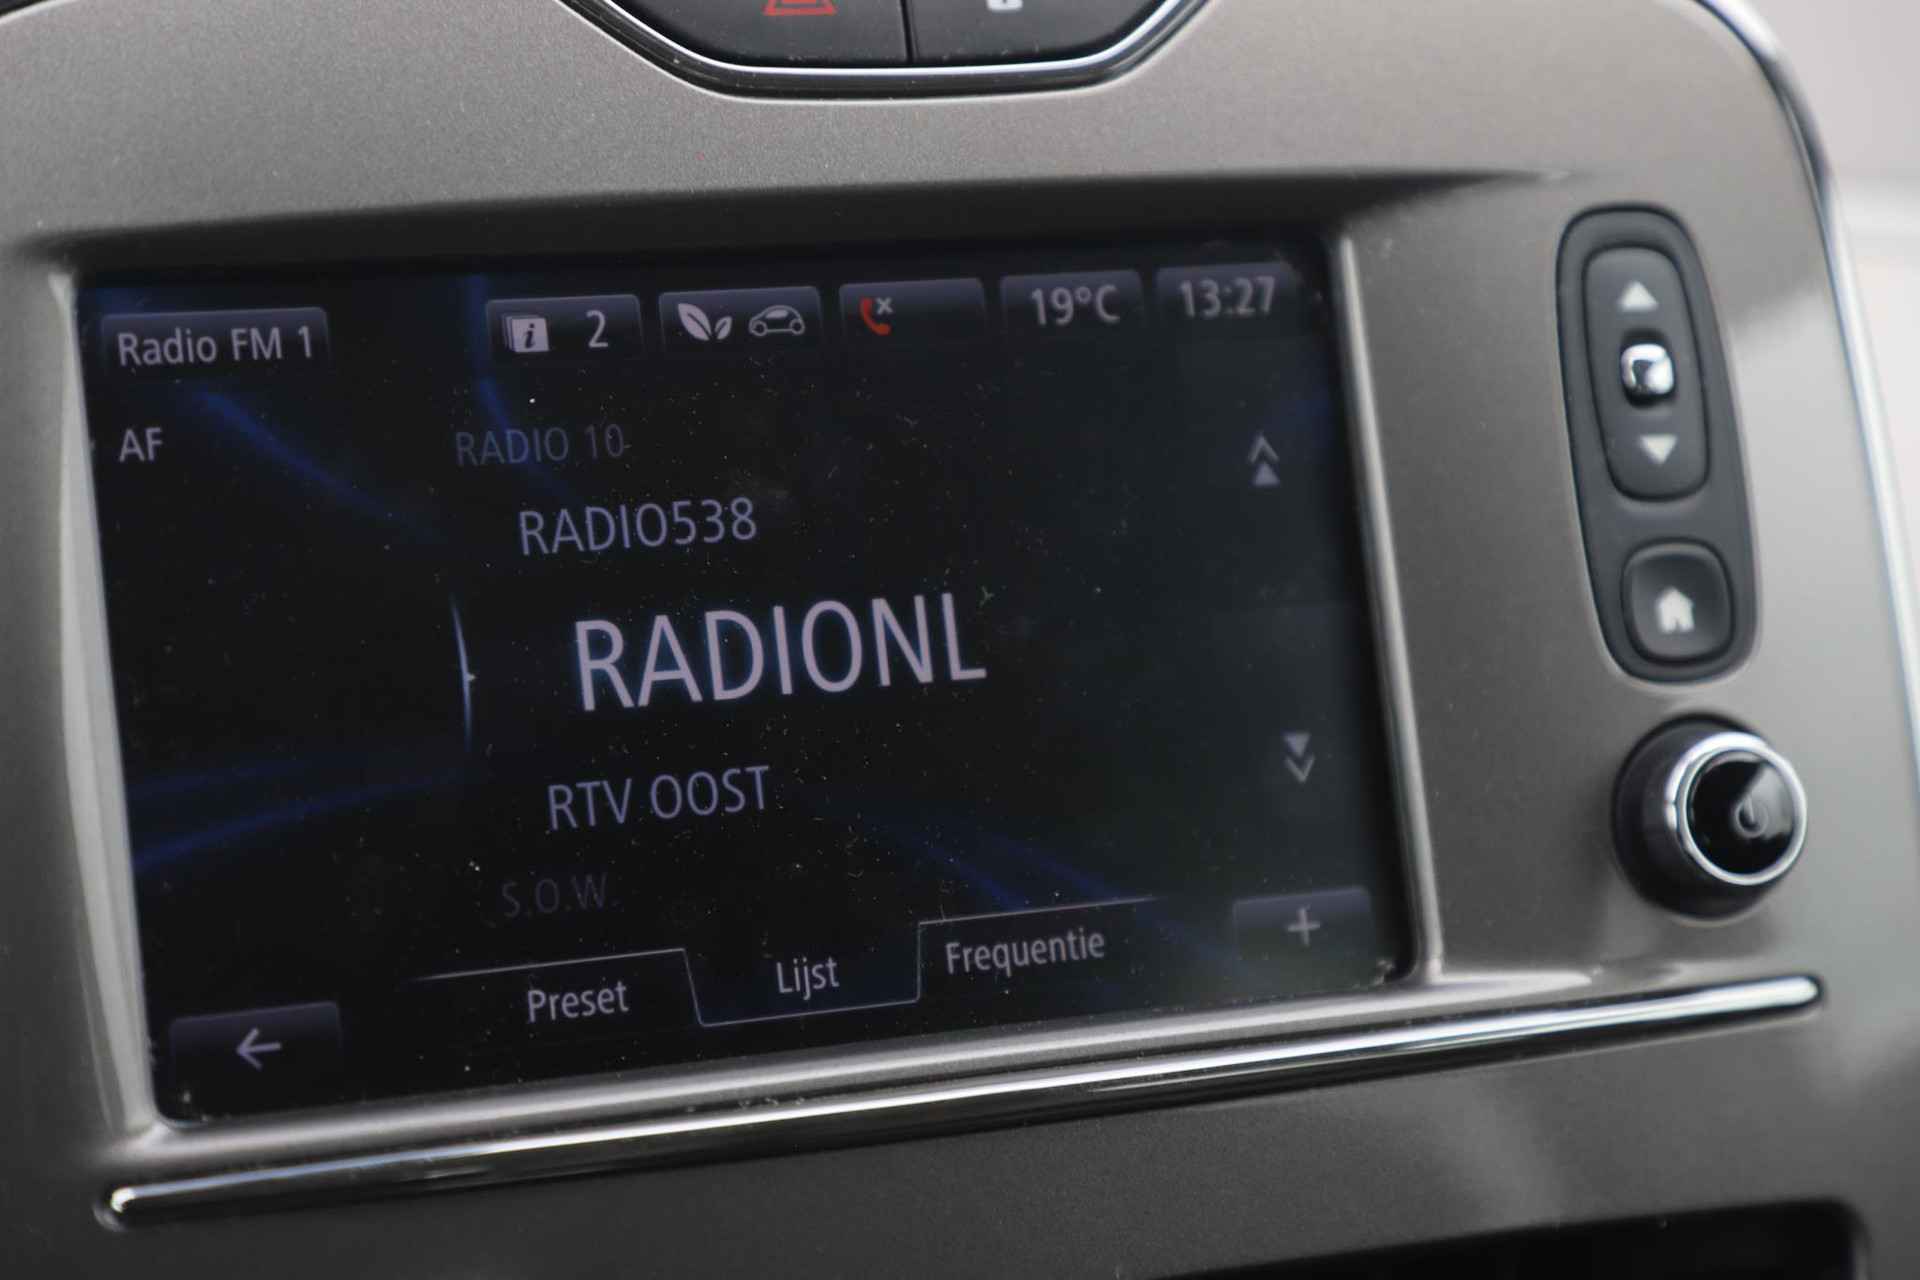 Radio FM 1
i 2
19°C
13:27
AF
RADIO 10
RADIO538
RADIONL
RTV OOST
S.O.W.
Preset
Lijst
Frequentie
+